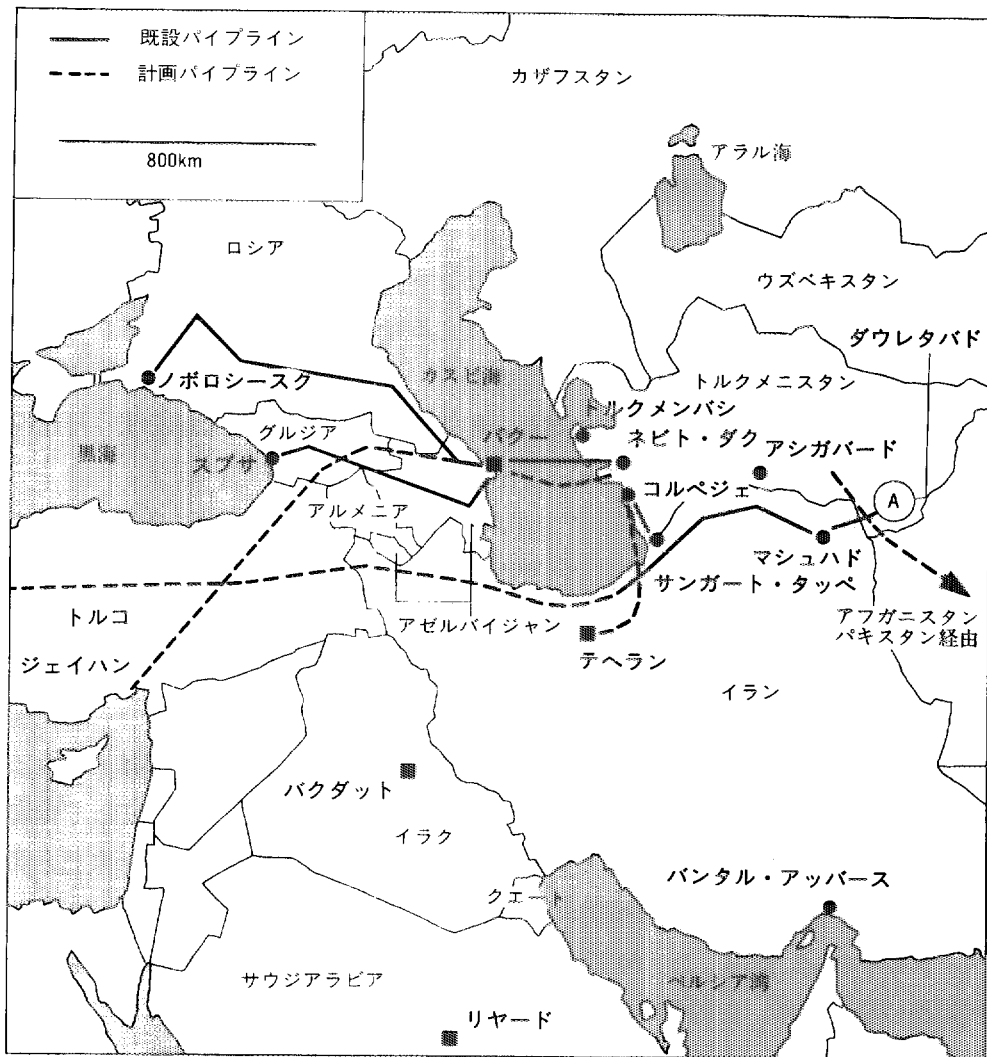 既設パイプライン
計画パイプライン
800km
カザフスタン
アラル海
ロシア
ウズベキスタン
ダウレタバド
ノボロシースク
カスピ海
トルクメニスタン
トルクメンバシ
グルジア
バクー
ネビト・ダク
アシガバード
黒海
スプサ
コルペジェ
A
アルメニア
マシュハド
サンガート・タッペ
アゼルバイジャン
アフガニスタン
パキスタン経由
トルコ
ジェイハン
テヘラン
イラン
バクダット
イラク
クエート
バンタル・アッバース
サウジアラビア
ペルシア湾
リヤード